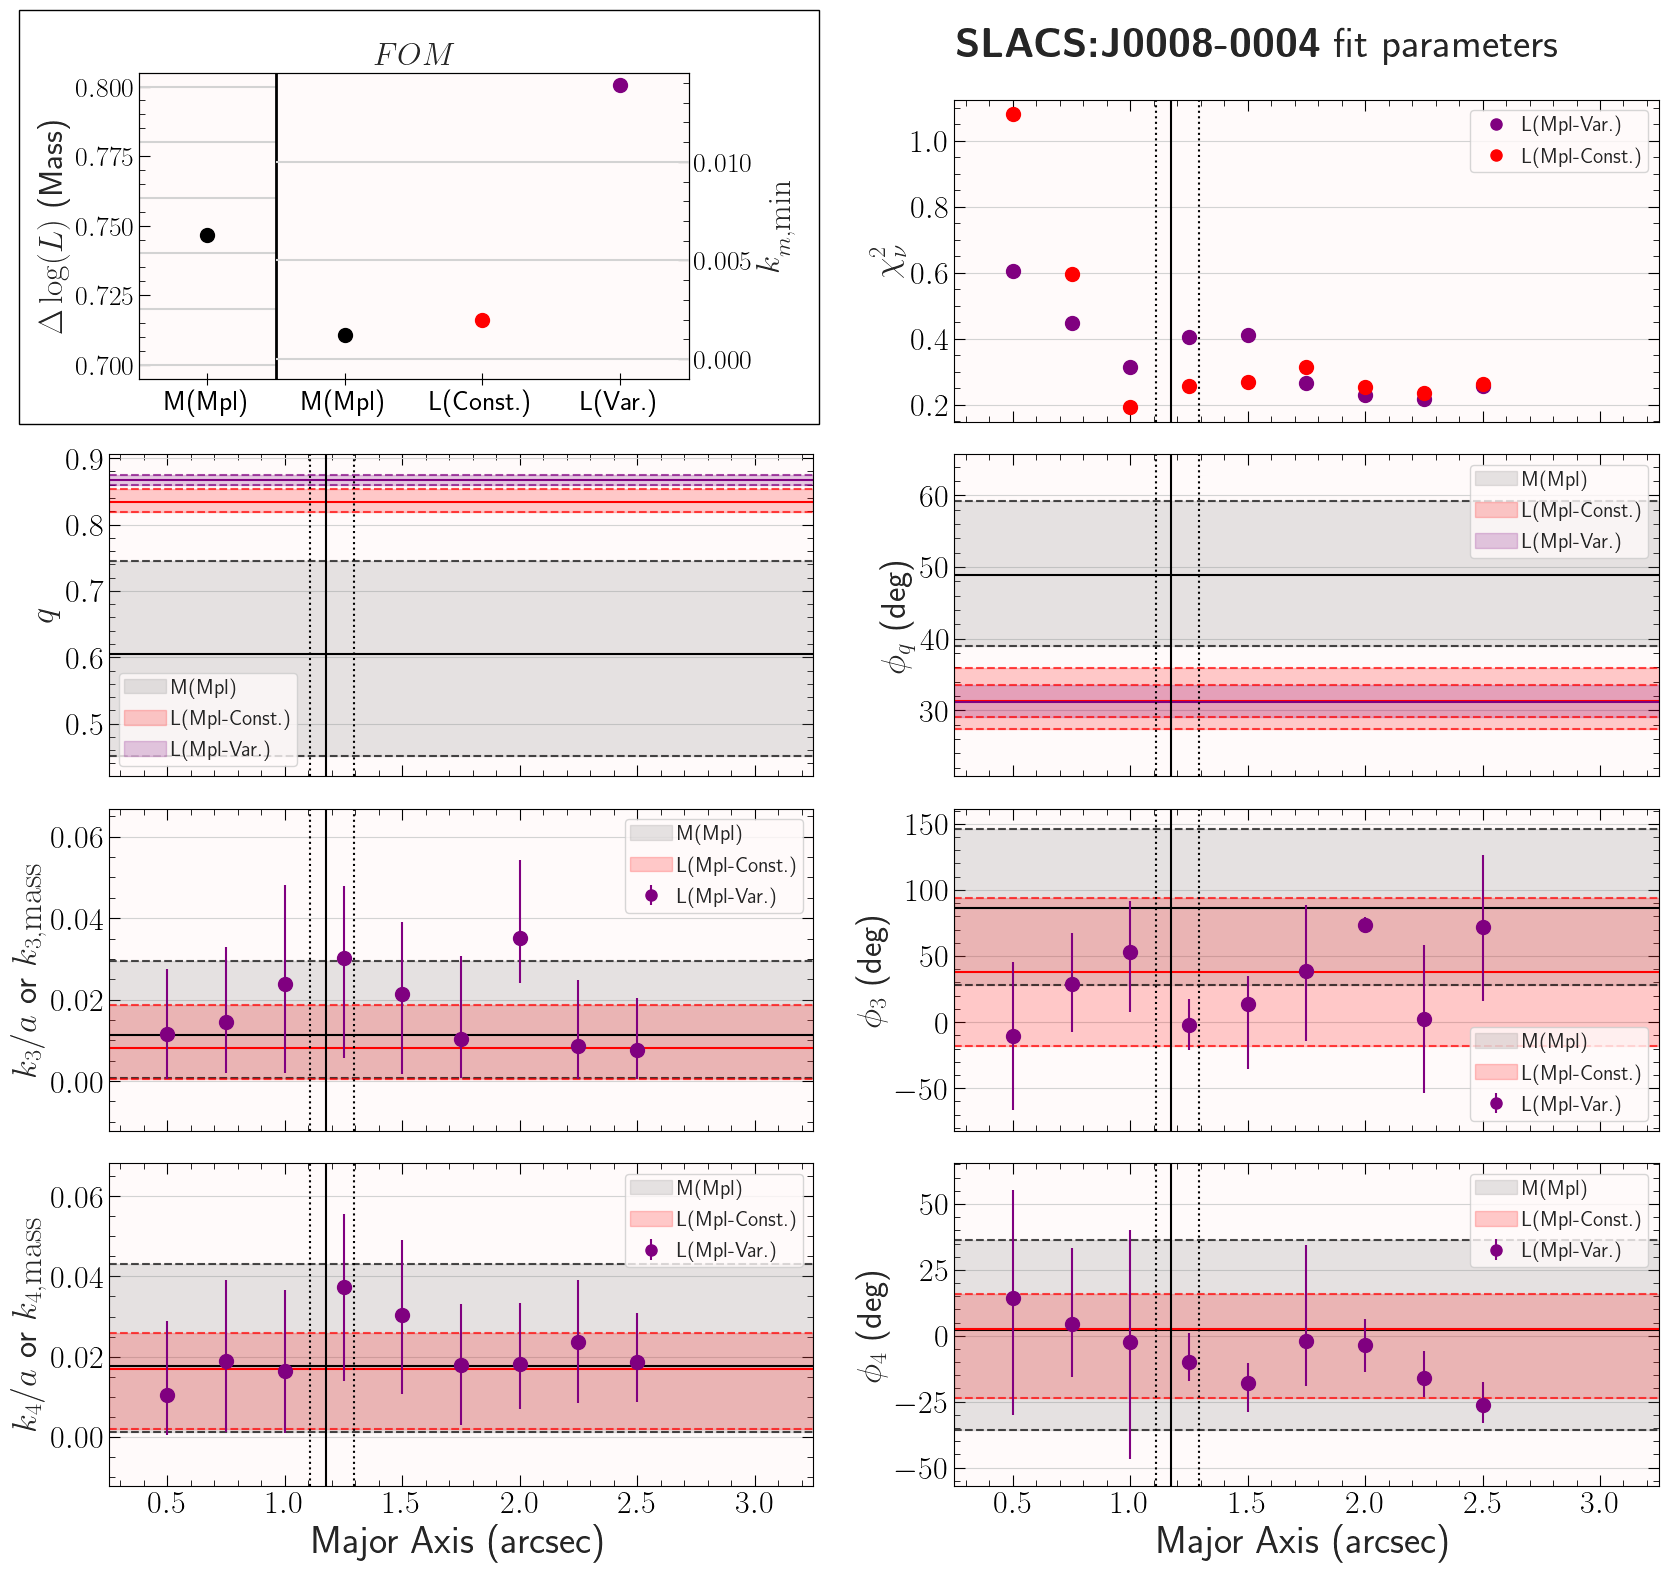 SLACS:J0008-0004 fit parameters
FOM
Δ log(L) (Mass)
0.800
0.775
0.750
0.725
0.700
0.010
0.005
0.000
k_{m,min}
M(Mpl) M(Mpl) L(Const.) L(Var.)
χ²_ν
1.0
0.8
0.6
0.4
0.2
L(Mpl-Var.)
L(Mpl-Const.)
q
0.9
0.8
0.7
0.6
0.5
M(Mpl)
L(Mpl-Const.)
L(Mpl-Var.)
ϕ_q (deg)
60
50
40
30
M(Mpl)
L(Mpl-Const.)
L(Mpl-Var.)
k_3/a or k_{3,mass}
0.06
0.04
0.02
0.00
M(Mpl)
L(Mpl-Const.)
L(Mpl-Var.)
ϕ_3 (deg)
150
100
50
0
−50
M(Mpl)
L(Mpl-Const.)
L(Mpl-Var.)
k_4/a or k_{4,mass}
0.06
0.04
0.02
0.00
M(Mpl)
L(Mpl-Const.)
L(Mpl-Var.)
0.5 1.0 1.5 2.0 2.5 3.0
Major Axis (arcsec)
ϕ_4 (deg)
50
25
0
−25
−50
M(Mpl)
L(Mpl-Const.)
L(Mpl-Var.)
0.5 1.0 1.5 2.0 2.5 3.0
Major Axis (arcsec)